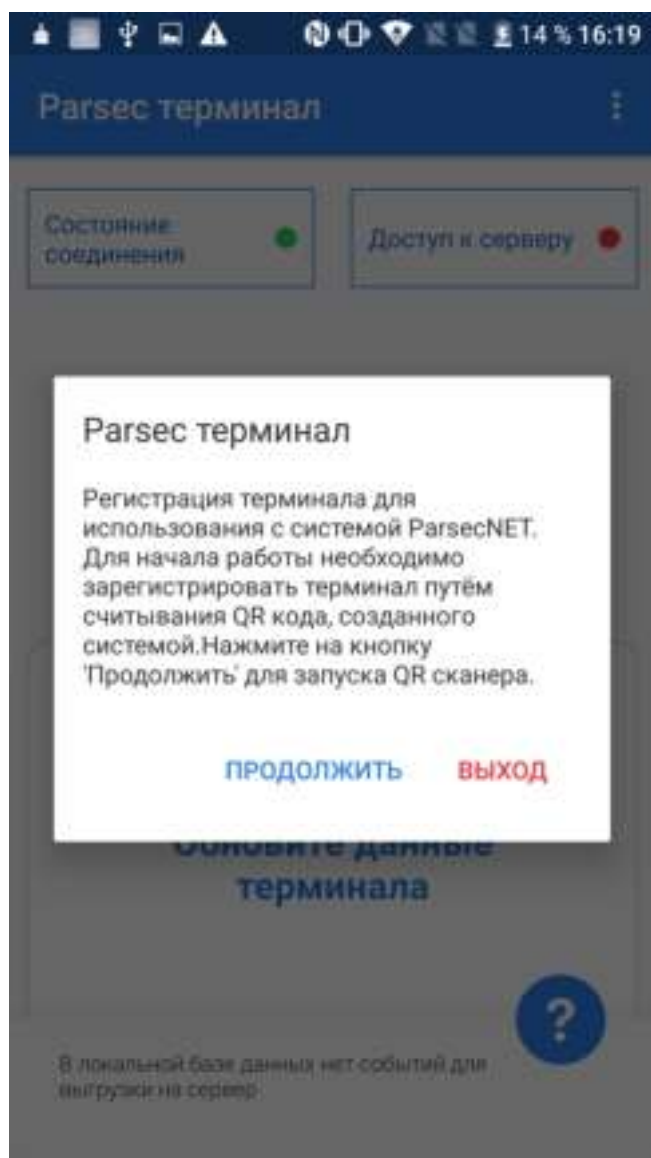 14 % 16:19
Parsec терминал
Состояние
соединения
Доступ к серверу
Parsec терминал
Регистрация терминала для
использования с системой ParsecNET.
Для начала работы необходимо
зарегистрировать терминал путём
считывания QR кода, созданного
системой.Нажмите на кнопку
'Продолжить' для запуска QR сканера.
ПРОДОЛЖИТЬ ВЫХОД
Обновите данные
терминала
?
В локальной базе данных нет событий для
выгрузки на сервер